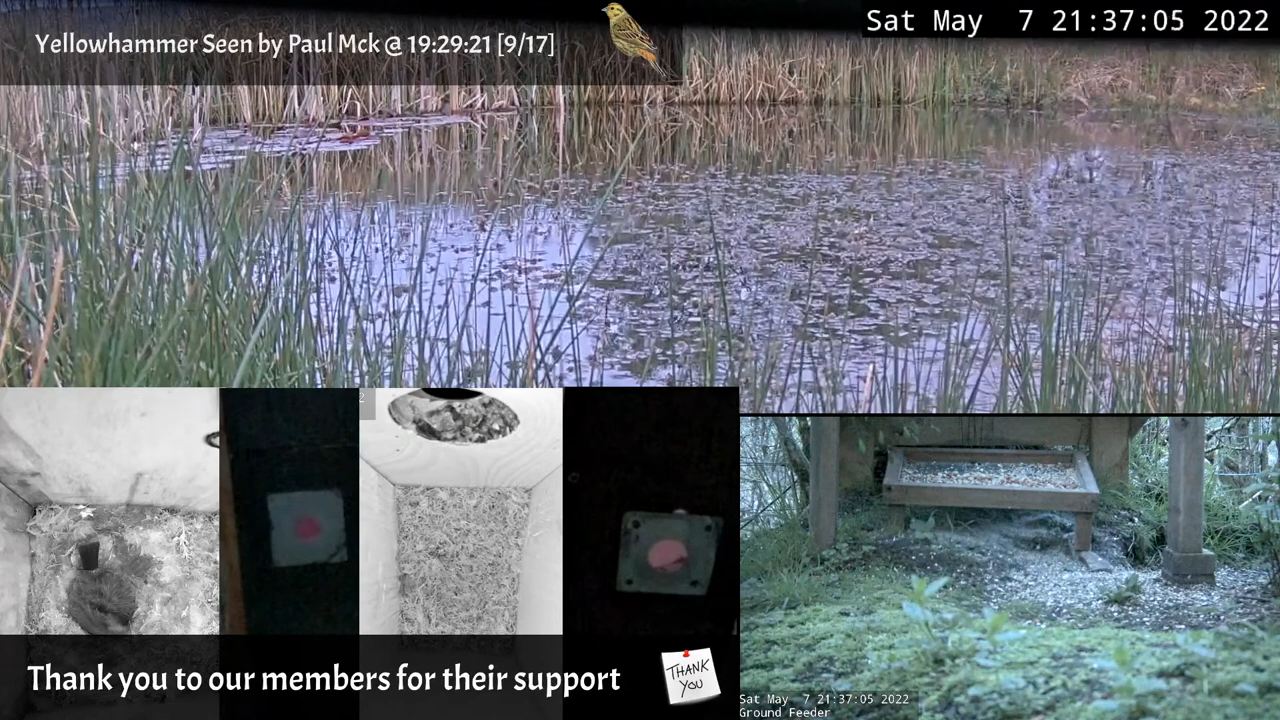 Yellowhammer Seen by Paul Mck @ 19:29:21 [9/17]
Sat May 7 21:37:05 2022
2
Thank you to our members for their support
THANK
YOU
Sat May 7 21:37:05 2022
Ground Feeder